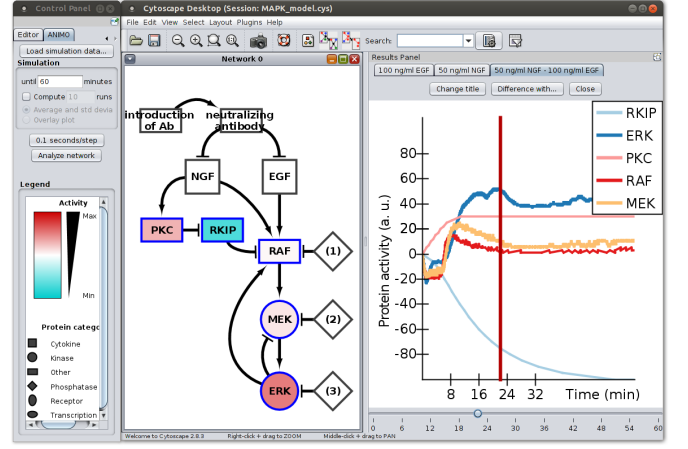 Control Panel
Cytoscape Desktop (Session: MAPK_model.cys)
File Edit View Select Layout Plugins Help
Search:
Editor ANIMO
Load simulation data...
Simulation
until 60 minutes
Compute 10 runs
Average and std devia
Overlay plot
0.1 seconds/step
Analyze network
Legend
Activity
Max
Min
Protein categ
Cytokine
Kinase
Other
Phosphatase
Receptor
Transcription
Network 0
introduction
of Ab
neutralizing
antibody
NGF
EGF
PKC
RKIP
RAF
(1)
MEK
(2)
ERK
(3)
Results Panel
100 ng/ml EGF
50 ng/ml NGF
50 ng/ml NGF - 100 ng/ml EGF
Change title
Difference with...
Close
RKIP
ERK
PKC
RAF
MEK
Protein activity (a. u.)
80
60
40
20
0
-20
-40
-60
-80
8 16 24 32
Time (min)
0 6 12 18 24 30 36 42 48 54 60
Welcome to Cytoscape 2.8.3
Right-click + drag to ZOOM
Middle-click + drag to PAN